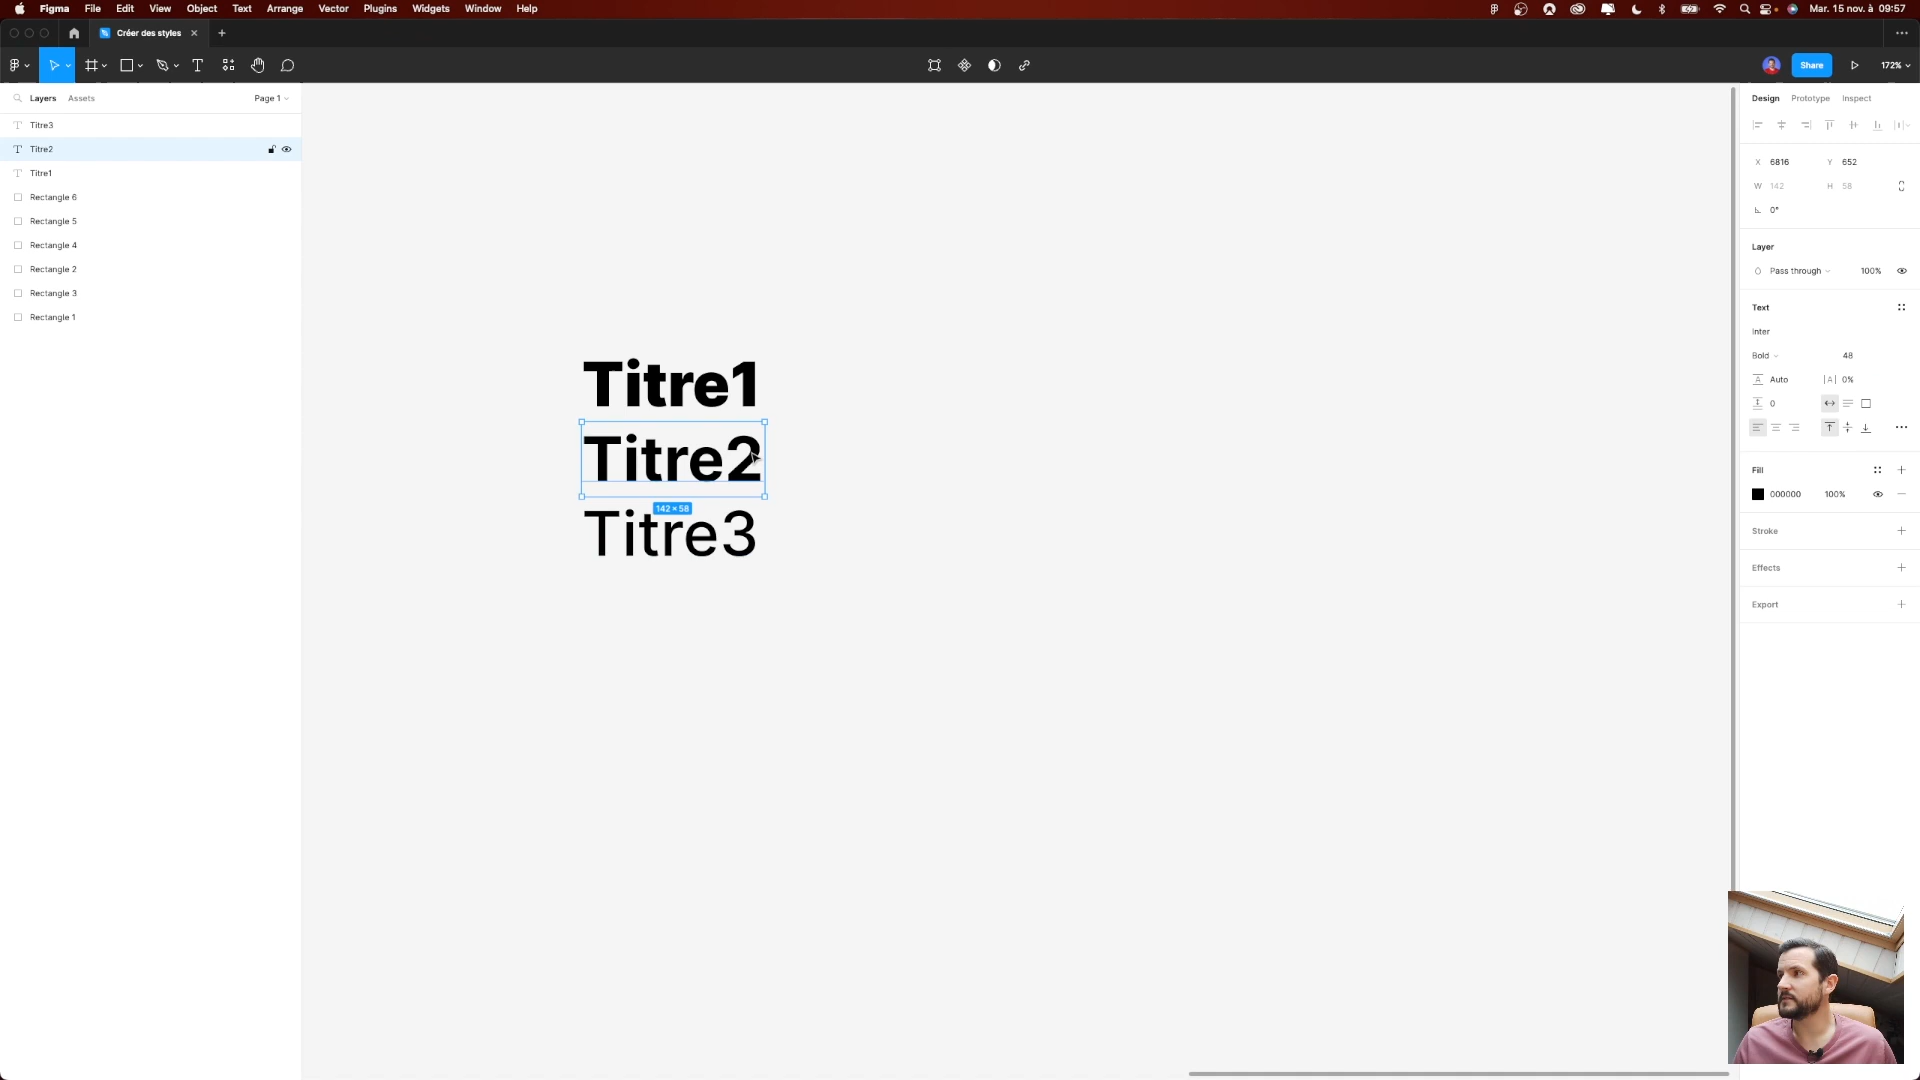 Figma File Edit View Object Text Arrange Vector Plugins Widgets Window Help
Mar. 15 nov. à 09:57
Créer des styles
Share
172%
Layers Assets Page 1
Titre3
Titre2
Titre1
Rectangle 6
Rectangle 5
Rectangle 4
Rectangle 2
Rectangle 3
Rectangle 1
Titre1
Titre2
142 × 58
Titre3
Design Prototype Inspect
X 6816 Y 652
W 142 H 58
0°
Layer
Pass through 100%
Text
Inter
Bold 48
Auto |A| 0%
0
Fill
000000 100%
Stroke
Effects
Export